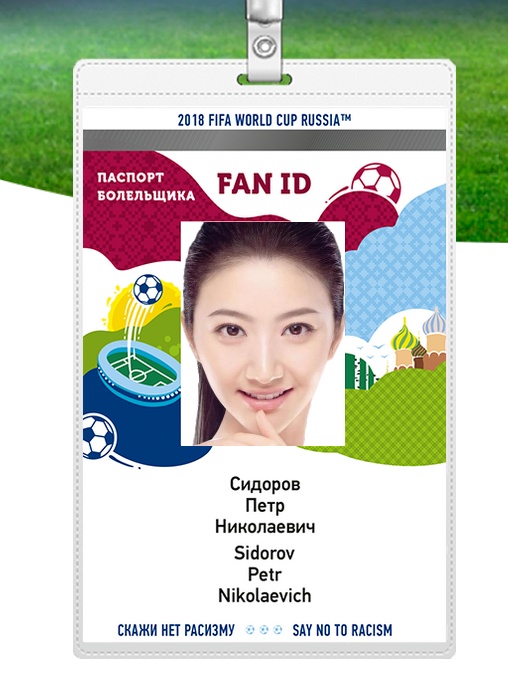 2018 FIFA WORLD CUP RUSSIA™
ПАСПОРТ
БОЛЕЛЬЩИКА
FAN ID
Сидоров
Петр
Николаевич
Sidorov
Petr
Nikolaevich
СКАЖИ НЕТ РАСИЗМУ SAY NO TO RACISM